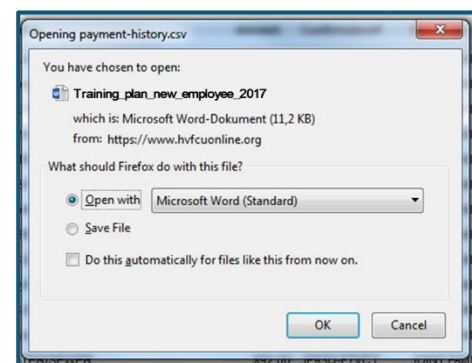 Opening payment-history.csv
You have chosen to open:
Training_plan_new_employee_2017
which is: Microsoft Word-Dokument (11,2 KB)
from: https://www.hvfcuonline.org
What should Firefox do with this file?
Open with Microsoft Word (Standard)
Save File
Do this automatically for files like this from now on.
OK Cancel